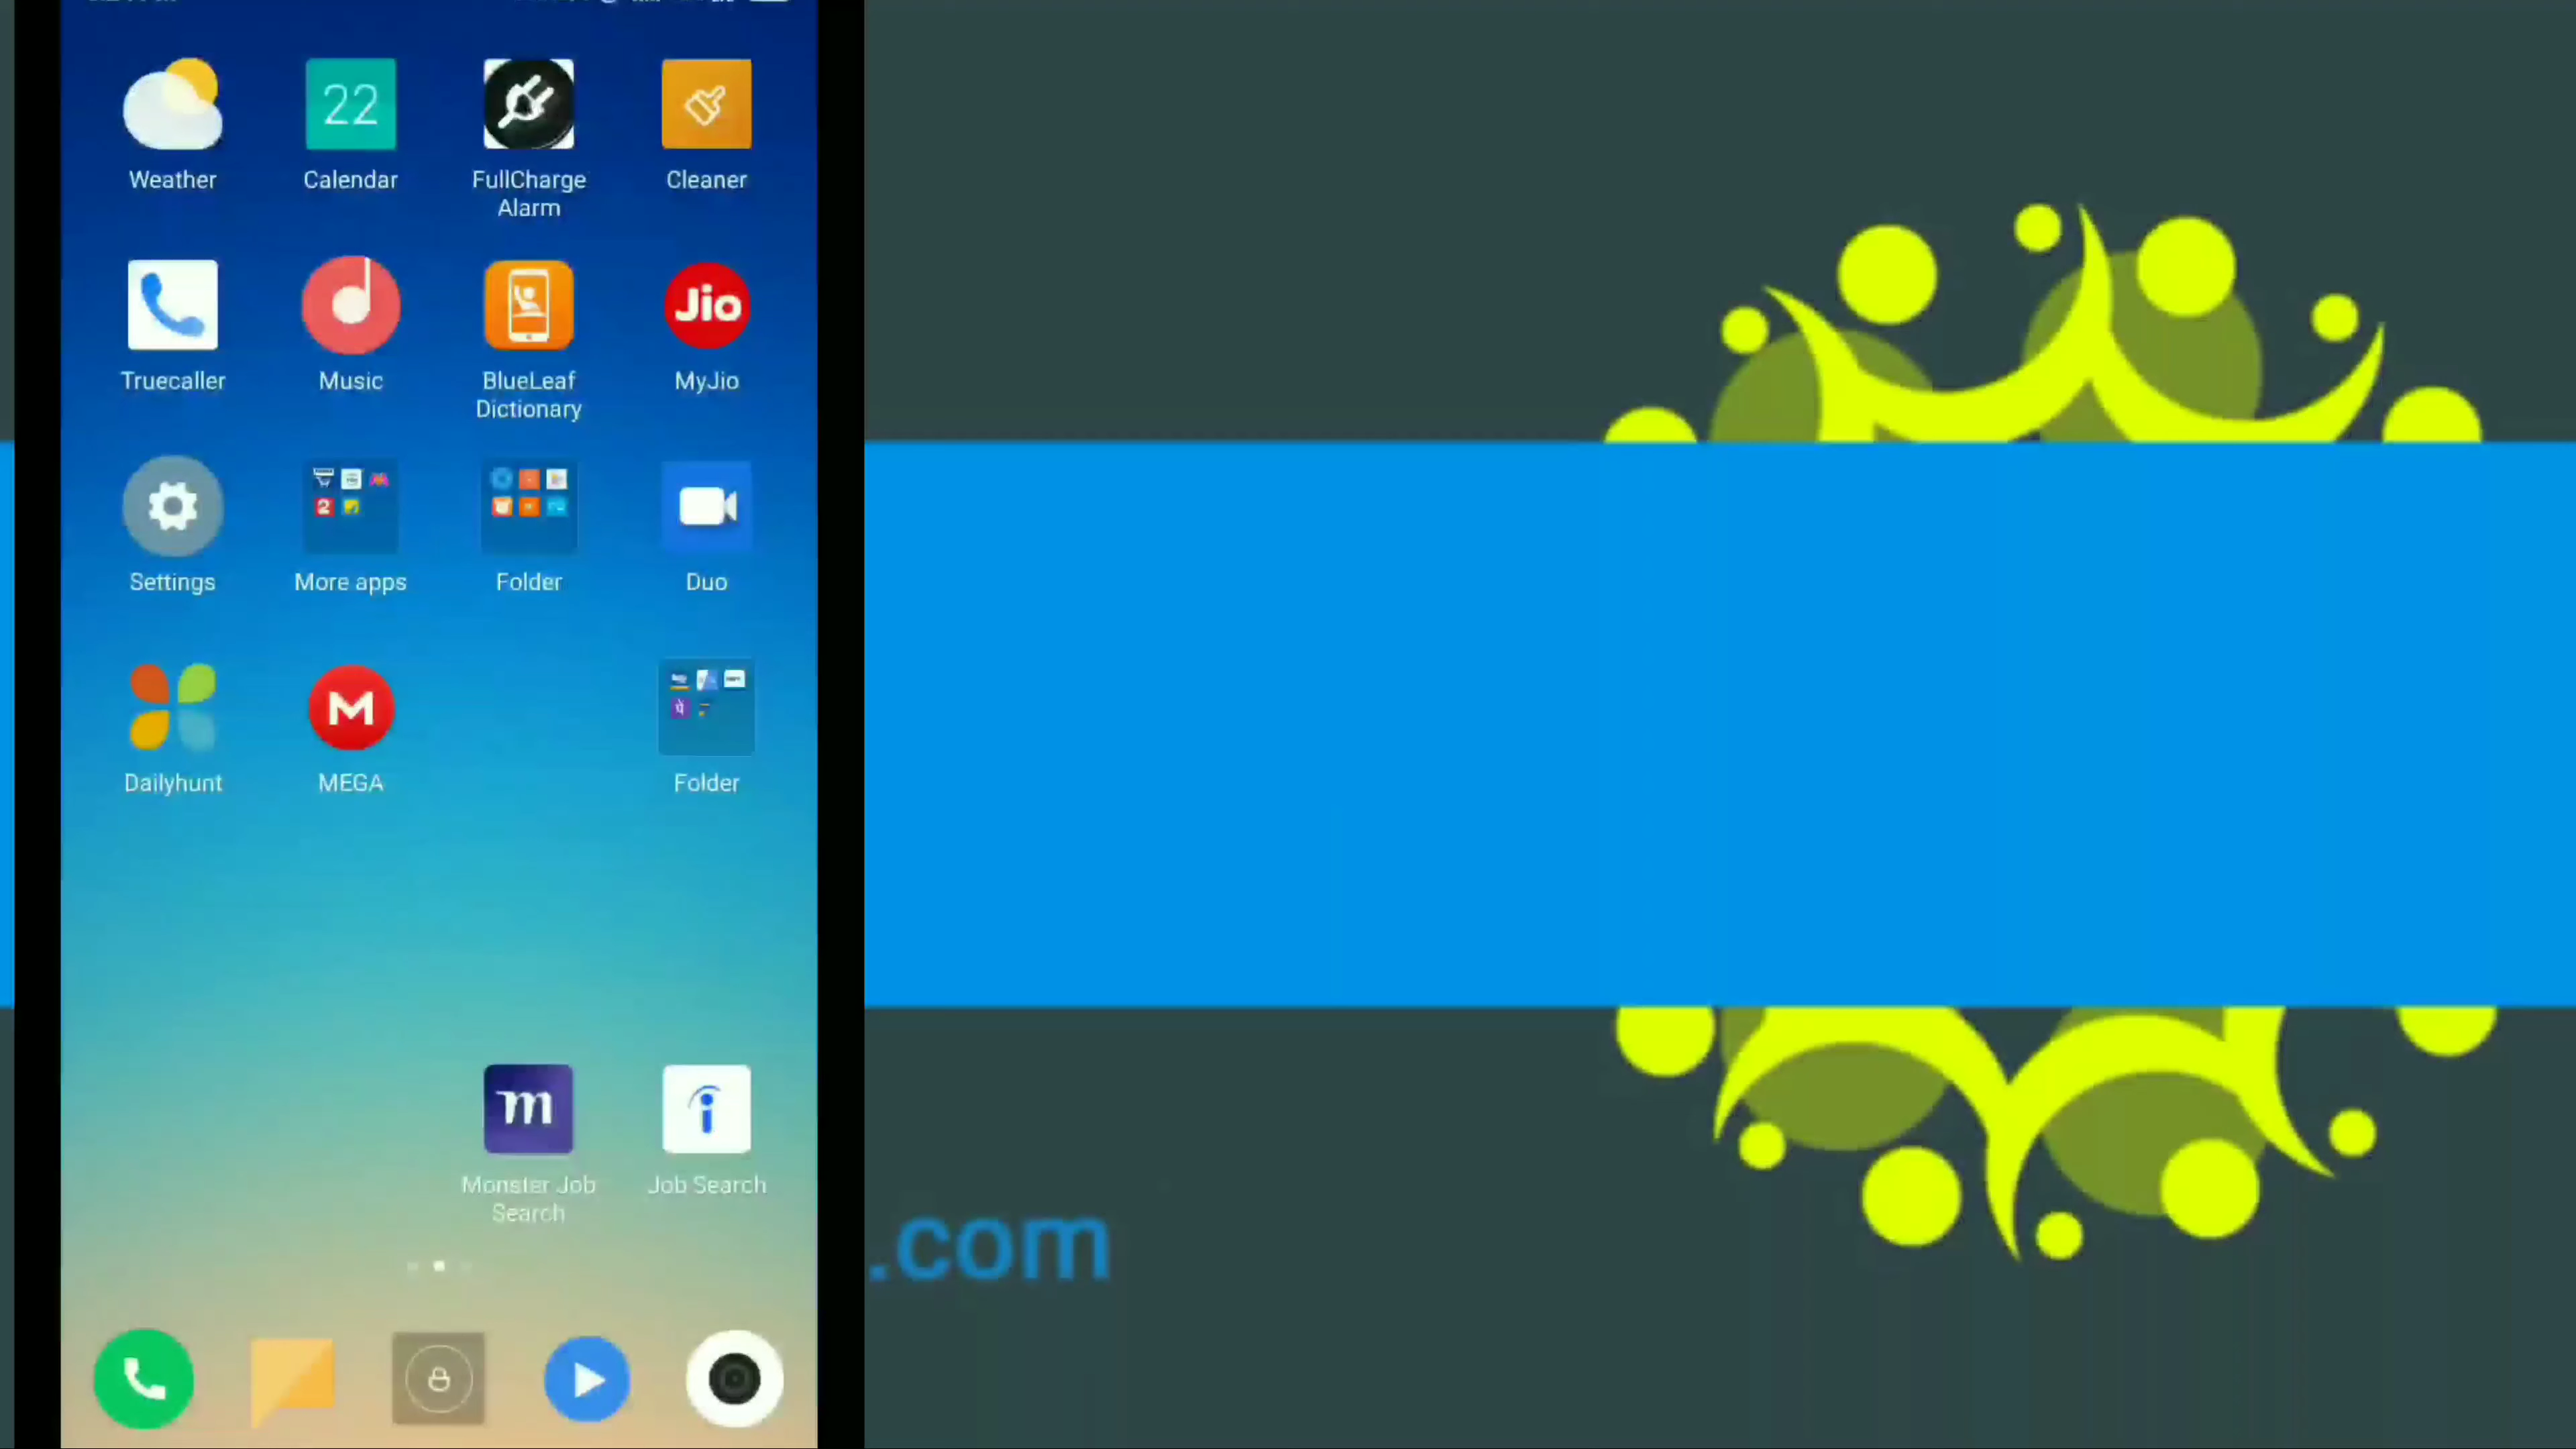 22
Weather
Calendar
FullCharge
Alarm
Cleaner
Jio
Truecaller
Music
BlueLeaf
Dictionary
MyJio
2
Settings
More apps
Folder
Duo
M
Dailyhunt
MEGA
Folder
m
i
Monster Job
Search
Job Search
.com